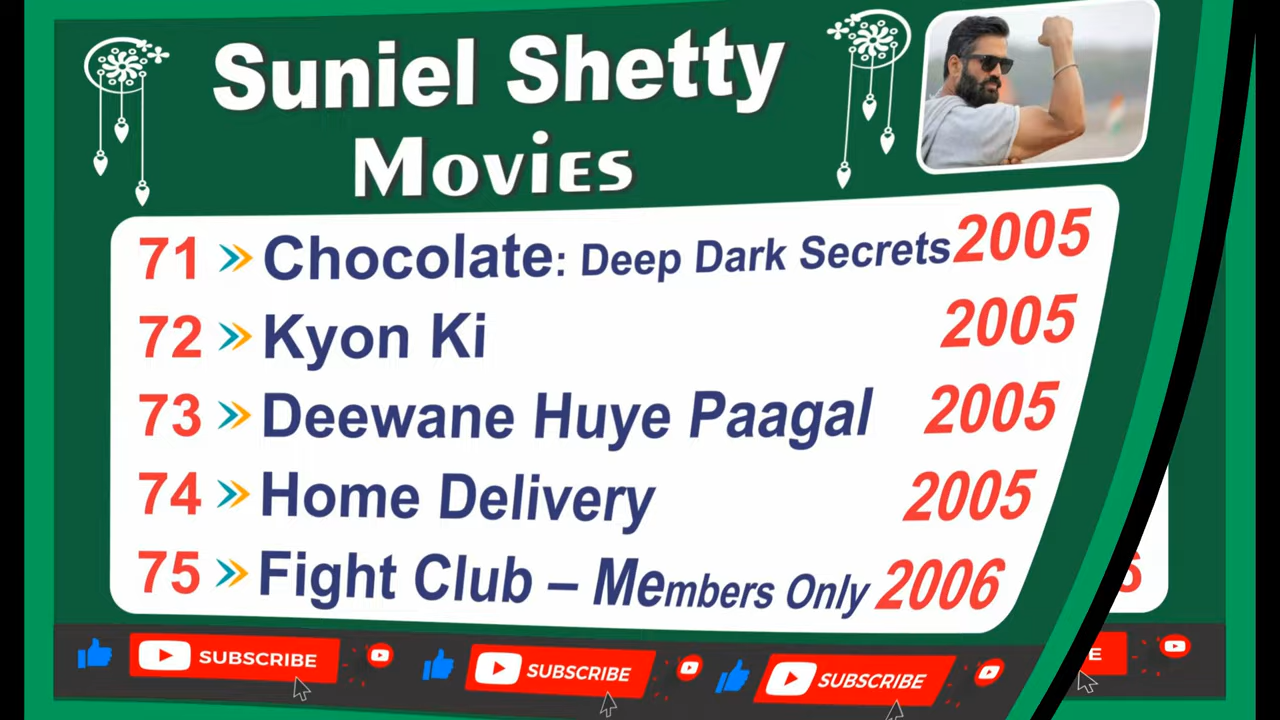 Suniel Shetty
Movies
71 Chocolate: Deep Dark Secrets 2005
72 Kyon Ki 2005
73 Deewane Huye Paagal 2005
74 Home Delivery 2005
75 Fight Club – Members Only 2006
SUBSCRIBE SUBSCRIBE SUBSCRIBE